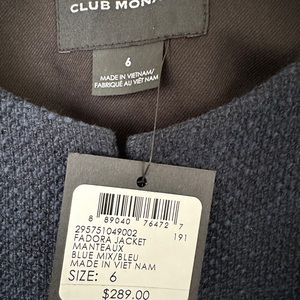 CLUB MONA
6
MADE IN VIETNAM/
FABRIQUÉ AU VIÊT NAM
8 89040 76472 7
295751049002 191
FADORA JACKET
MANTEAUX
BLUE MIX/BLEU
MADE IN VIET NAM
SIZE: 6
$289.00